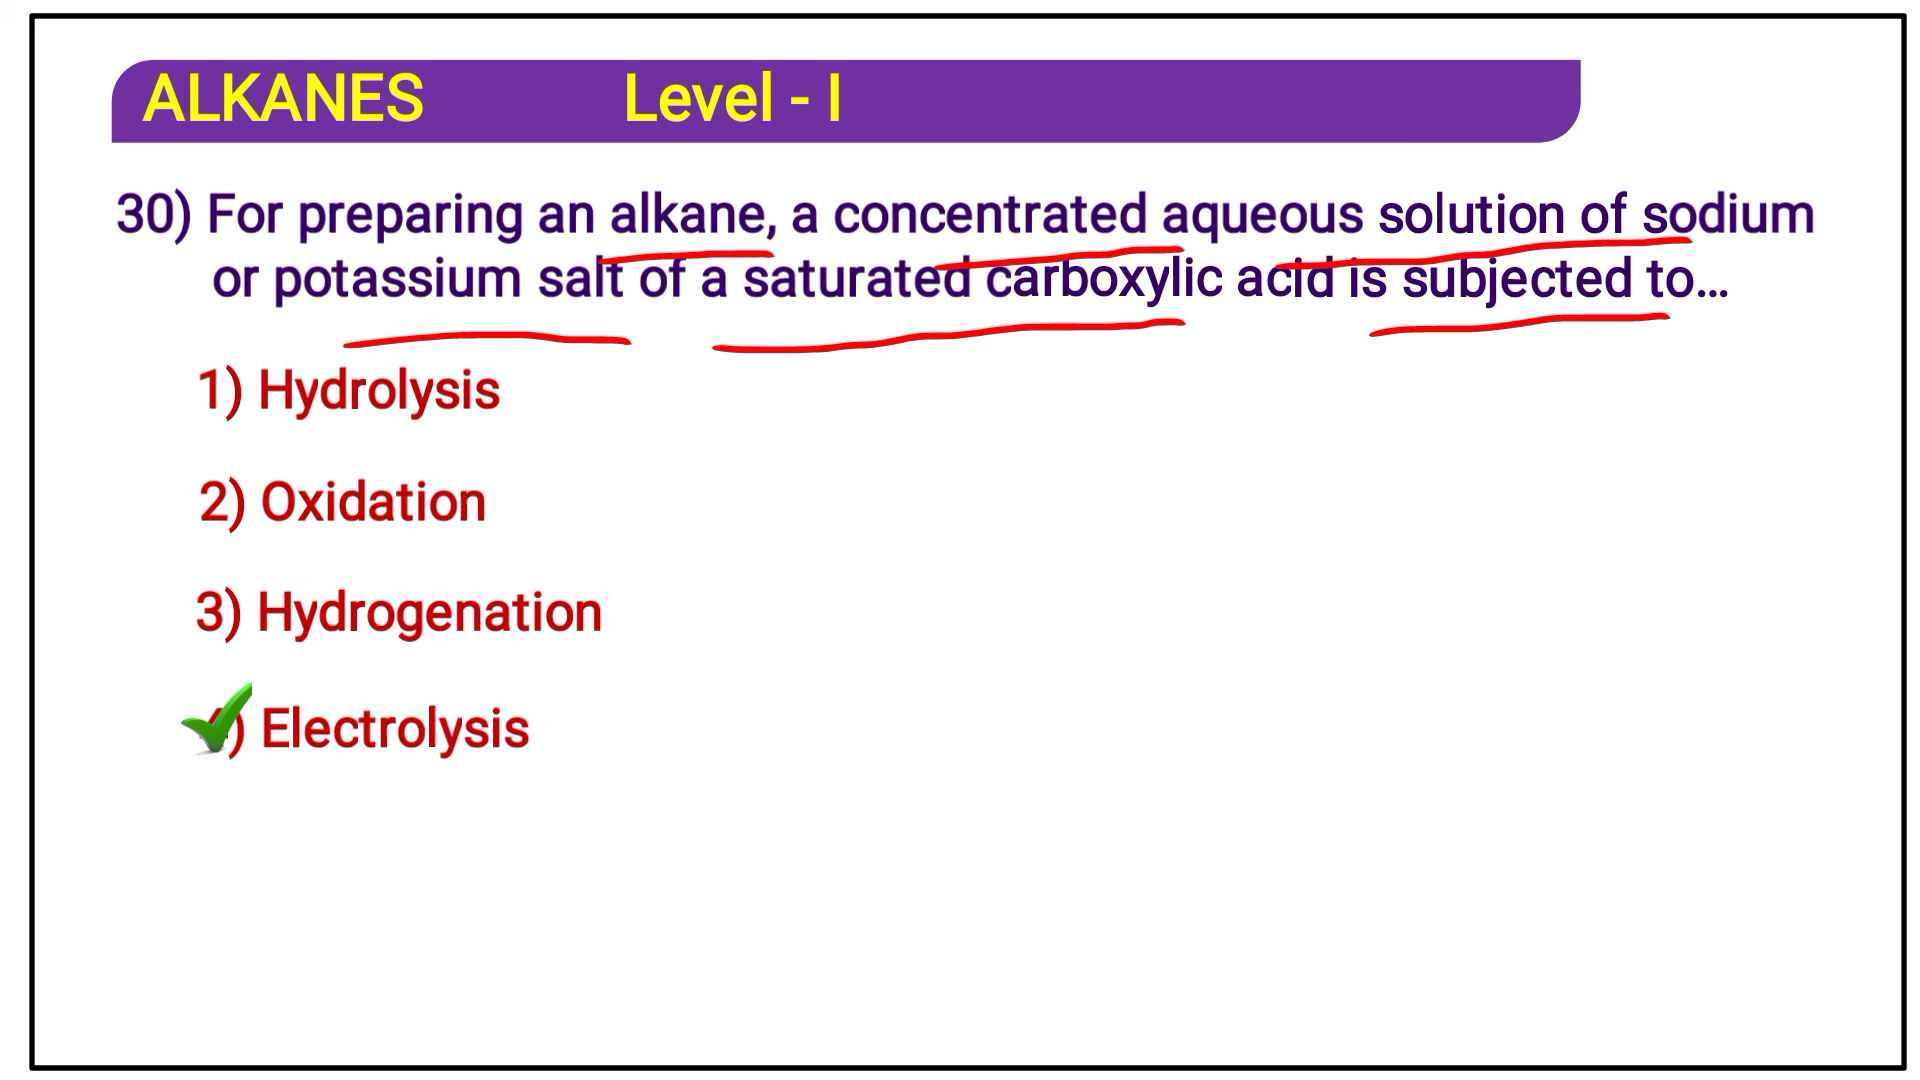 ALKANES Level - I
30) For preparing an alkane, a concentrated aqueous solution of sodium
or potassium salt of a saturated carboxylic acid is subjected to...
1) Hydrolysis
2) Oxidation
3) Hydrogenation
) Electrolysis